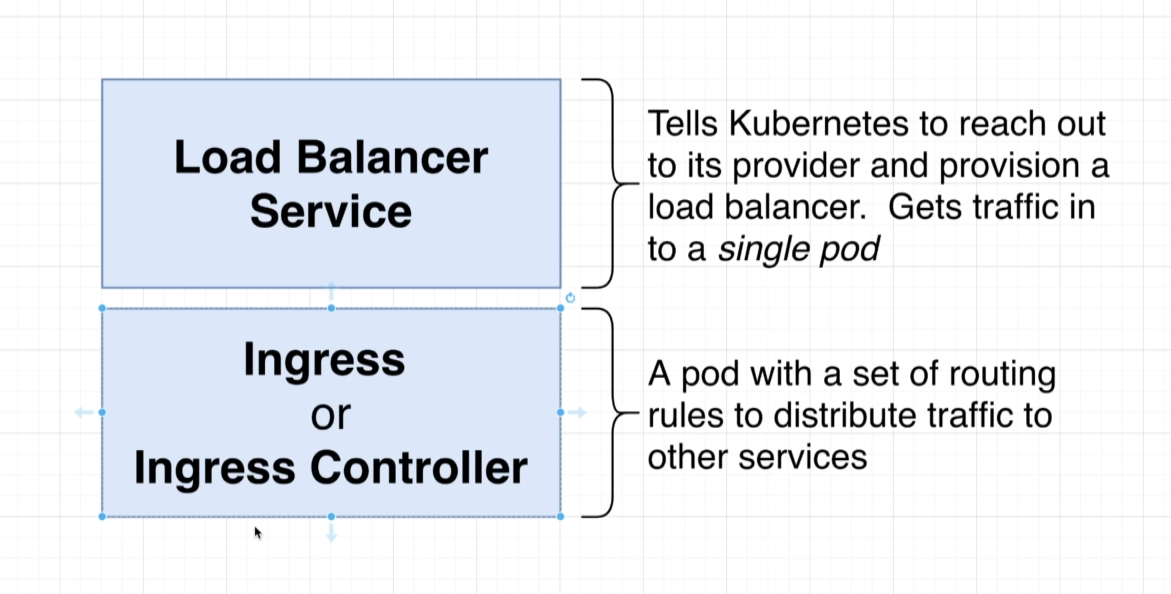 Load Balancer
Service
Tells Kubernetes to reach out
to its provider and provision a
load balancer.  Gets traffic in
to a single pod
Ingress
or
Ingress Controller
A pod with a set of routing
rules to distribute traffic to
other services